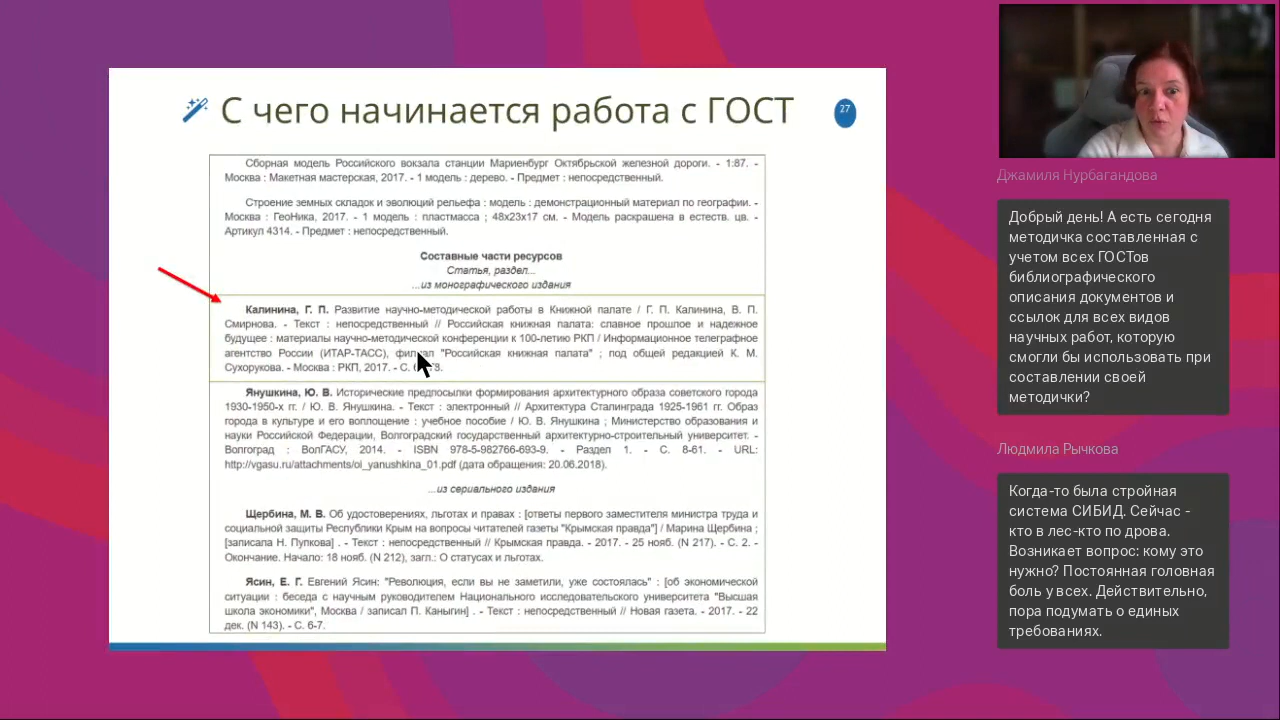 С чего начинается работа с ГОСТ
27
Сборная модель Российского вокзала станции Мариенбург Октябрьской железной дороги. - 1:87. -
Москва : Макетная мастерская, 2017. - 1 модель : дерево. - Предмет : непосредственный.
Строение земных складок и эволюций рельефа : модель : демонстрационный материал по географии. -
Москва : ГеоНика, 2017. - 1 модель : пластмасса ; 48х23х17 см. - Модель раскрашена в естеств. цв. -
Артикул 4314. - Предмет : непосредственный.
Составные части ресурсов
Статья, раздел...
...из монографического издания
Калинина, Г. П. Развитие научно-методической работы в Книжной палате / Г. П. Калинина, В. П.
Смирнова. - Текст : непосредственный // Российская книжная палата: славное прошлое и надежное
будущее : материалы научно-методической конференции к 100-летию РКП / Информационное телеграфное
агентство России (ИТАР-ТАСС), филиал "Российская книжная палата" ; под общей редакцией К. М.
Сухорукова. - Москва : РКП, 2017. - С.
Янушкина, Ю. В. Исторические предпосылки формирования архитектурного образа советского города
1930-1950-х гг. / Ю. В. Янушкина. - Текст : электронный // Архитектура Сталинграда 1925-1961 гг. Образ
города в культуре и его воплощение : учебное пособие / Ю. В. Янушкина ; Министерство образования и
науки Российской Федерации, Волгоградский государственный архитектурно-строительный университет. -
Волгоград : ВолГАСУ, 2014. - ISBN 978-5-982766-693-9. - Раздел 1. - С. 8-61. - URL:
http://vgasu.ru/attachments/oi_yanushkina_01.pdf (дата обращения: 20.06.2018).
...из сериального издания
Щербина, М. В. Об удостоверениях, льготах и правах : [ответы первого заместителя министра труда и
социальной защиты Республики Крым на вопросы читателей газеты "Крымская правда"] / Марина Щербина ;
[записала Н. Пупкова] . - Текст : непосредственный // Крымская правда. - 2017. - 25 нояб. (N 217). - С. 2. -
Окончание. Начало: 18 нояб. (N 212), загл.: О статусах и льготах.
Ясин, Е. Г. Евгений Ясин: "Революция, если вы не заметили, уже состоялась" : [об экономической
ситуации : беседа с научным руководителем Национального исследовательского университета "Высшая
школа экономики", Москва / записал П. Каныгин] . - Текст : непосредственный // Новая газета. - 2017. - 22
дек. (N 143). - С. 6-7.
Джамиля Нурбагандова
Добрый день! А есть сегодня
методичка составленная с
учетом всех ГОСТов
библиографического
описания документов и
ссылок для всех видов
научных работ, которую
смогли бы использовать при
составлении своей
методички?
Людмила Рычкова
Когда-то была стройная
система СИБИД. Сейчас -
кто в лес-кто по дрова.
Возникает вопрос: кому это
нужно? Постоянная головная
боль у всех. Действительно,
пора подумать о единых
требованиях.